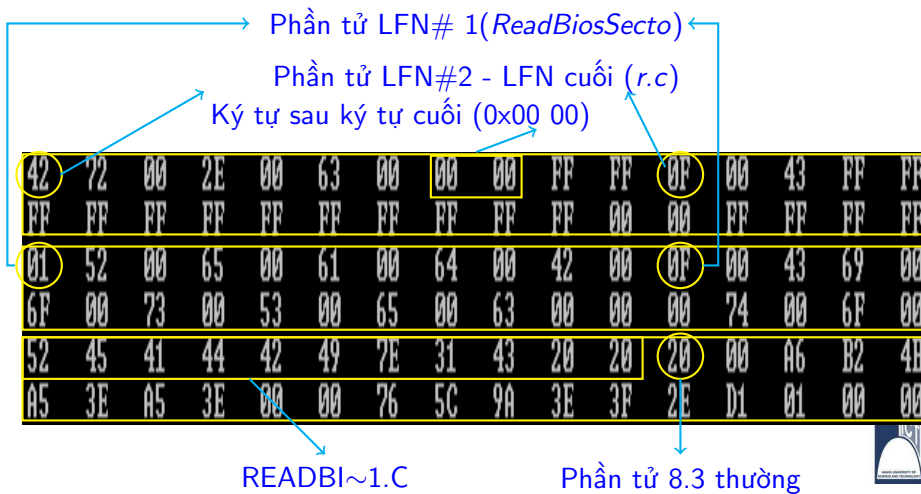 Phần tử LFN# 1(ReadBiosSecto)
Phần tử LFN#2 - LFN cuối (r.c)
Ký tự sau ký tự cuối (0x00 00)
42 72 00 2E 00 63 00 00 00 FF FF 0F 00 43 FF FF
FF FF FF FF FF FF FF FF FF FF 00 00 FF FF FF FF
01 52 00 65 00 61 00 64 00 42 00 0F 00 43 69 00
6F 00 73 00 53 00 65 00 63 00 00 00 74 00 6F 00
52 45 41 44 42 49 7E 31 43 20 20 20 00 A6 B2 4B
A5 3E A5 3E 00 00 76 5C 9A 3E 3F 2E D1 01 00 00
READBI∼1.C
Phần tử 8.3 thường